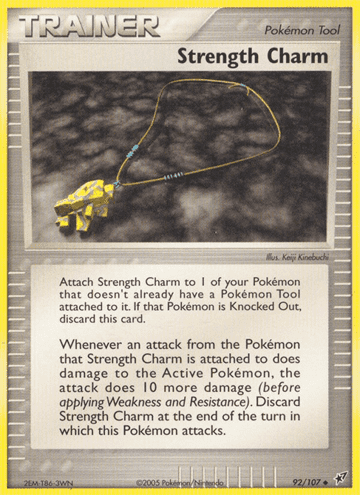 TRAINER
Pokémon Tool
Strength Charm
Illus. Keiji Kinebuchi
Attach Strength Charm to 1 of your Pokémon
that doesn't already have a Pokémon Tool
attached to it. If that Pokémon is Knocked Out,
discard this card.
Whenever an attack from the Pokémon
that Strength Charm is attached to does
damage to the Active Pokémon, the
attack does 10 more damage (before
applying Weakness and Resistance). Discard
Strength Charm at the end of the turn in
which this Pokémon attacks.
2EM-T86-3WN
©2005 Pokémon/Nintendo
92/107